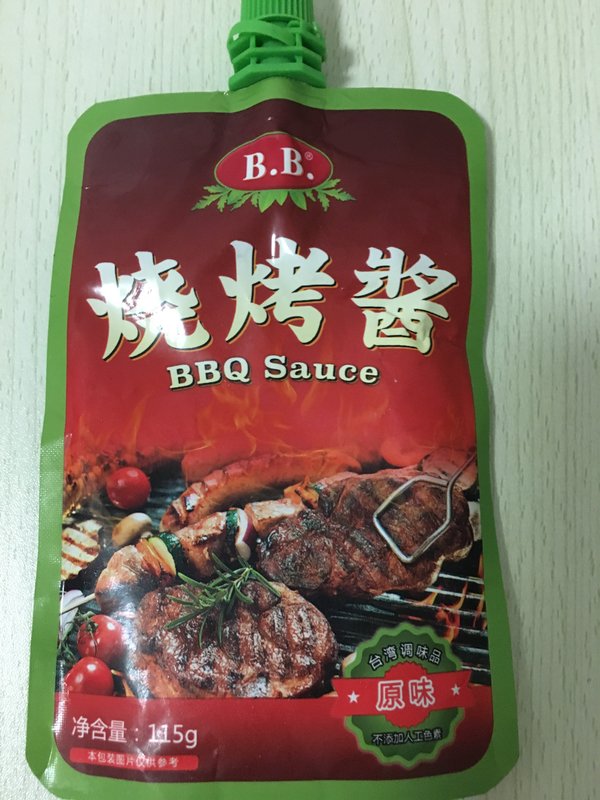 B.B.®
烧烤酱
BBQ Sauce
台湾调味品
原味
不添加人工色素
净含量：115g
本包装图片仅供参考